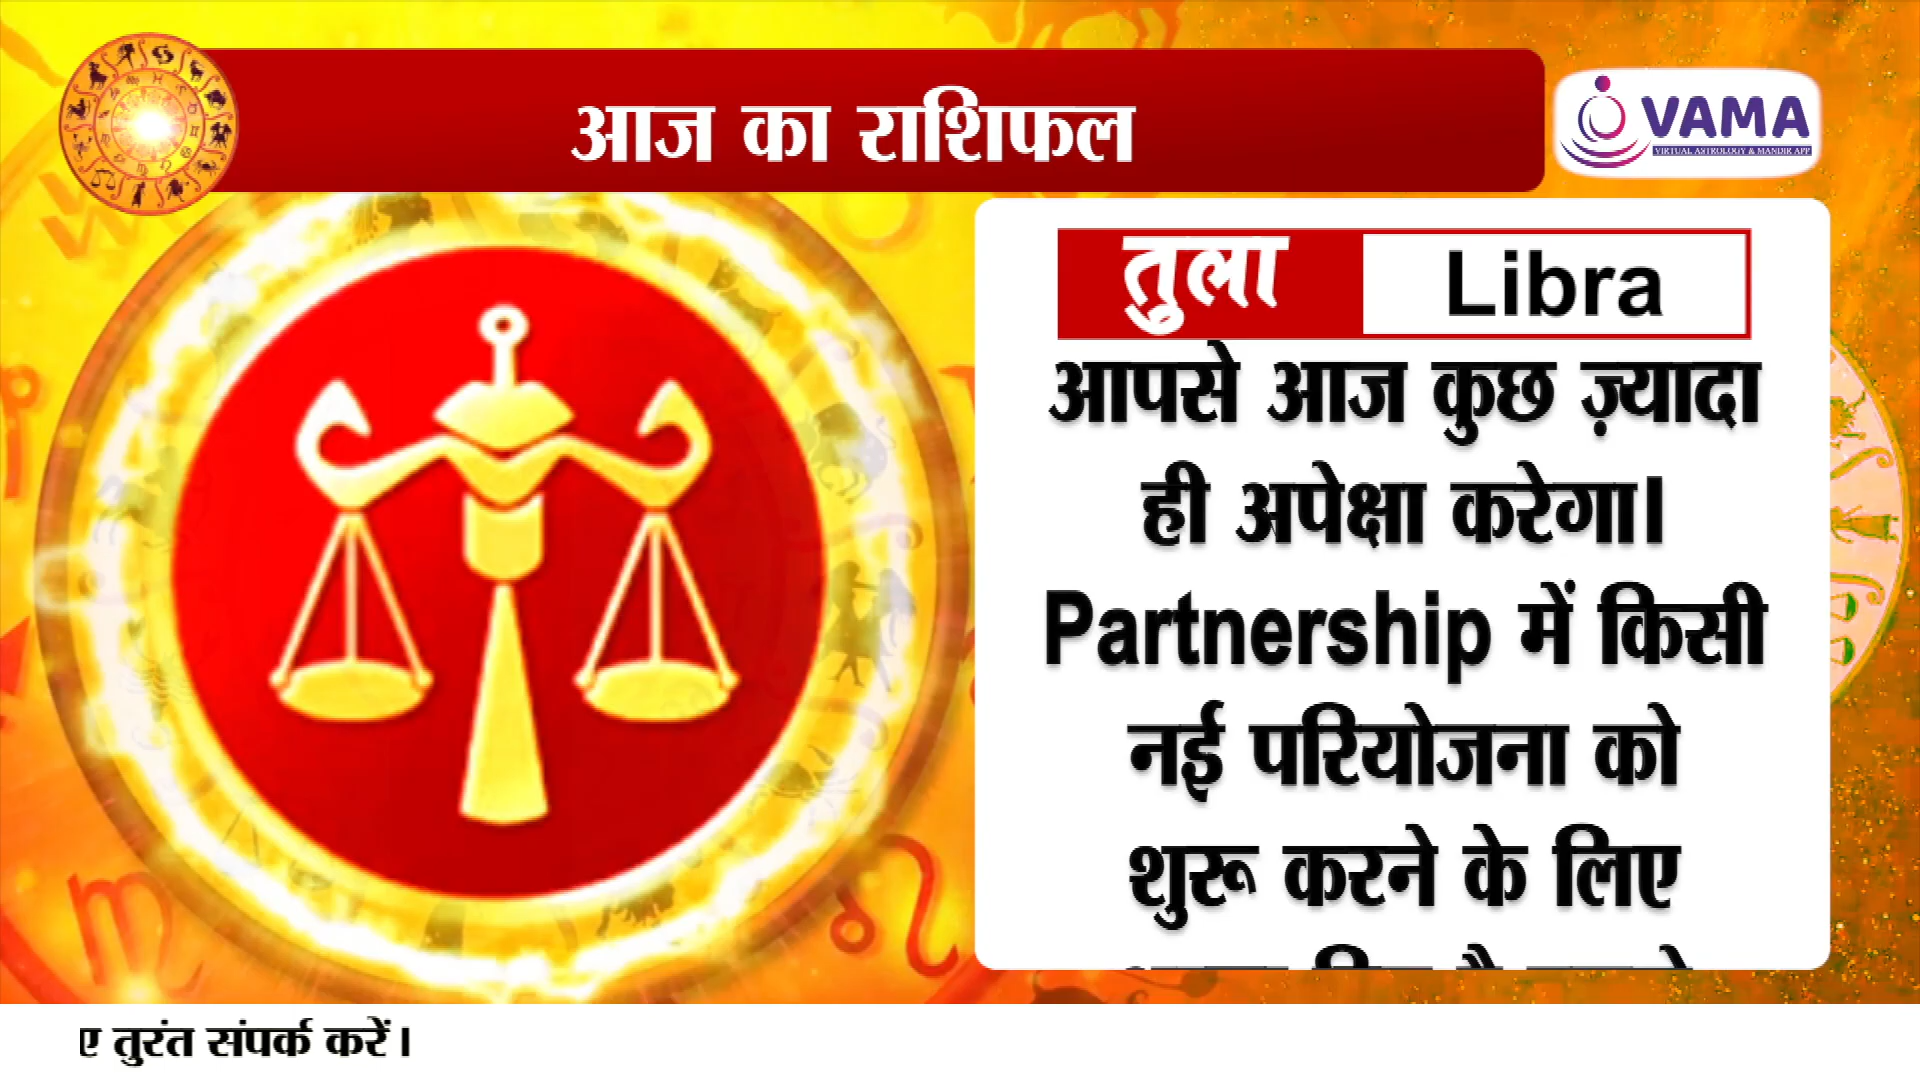 आज का राशिफल
VAMA
VIRTUAL ASTROLOGY & MANDIR APP
तुला
Libra
आपसे आज कुछ ज़्यादा
ही अपेक्षा करेगा।
Partnership में किसी
नई परियोजना को
शुरू करने के लिए
तुरंत संपर्क करें।